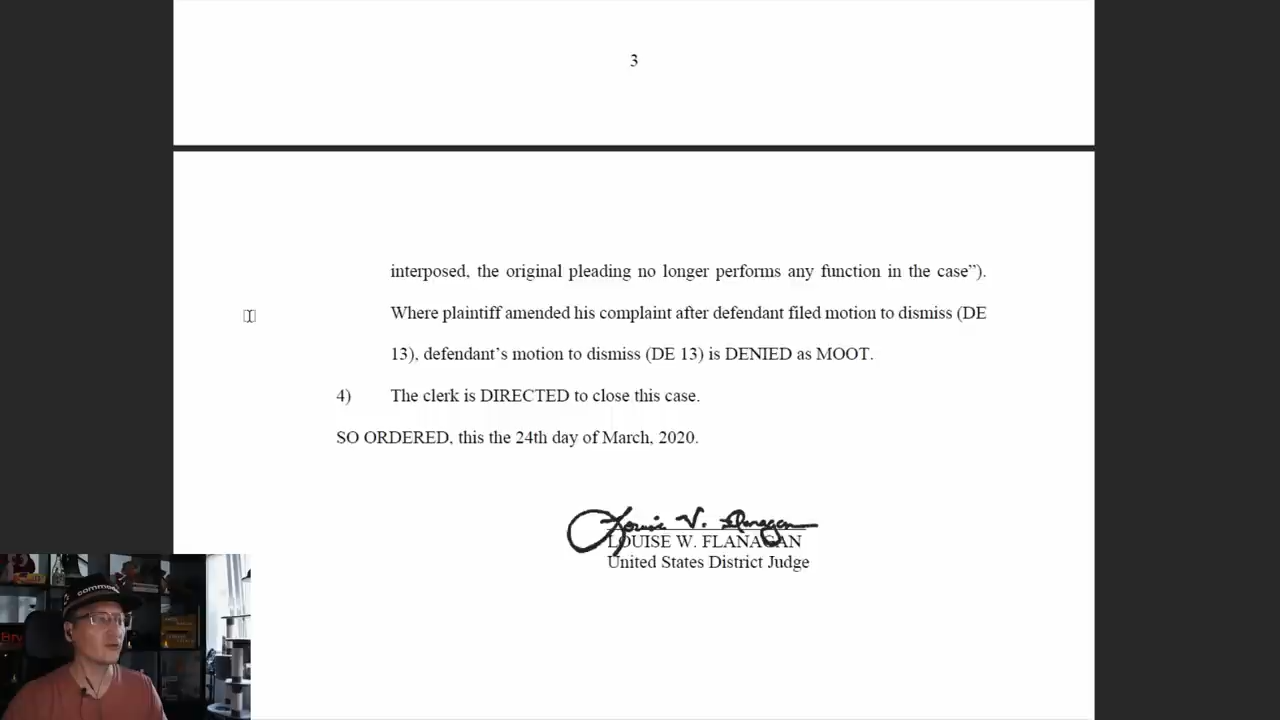 3
interposed, the original pleading no longer performs any function in the case”).
Where plaintiff amended his complaint after defendant filed motion to dismiss (DE
13), defendant’s motion to dismiss (DE 13) is DENIED as MOOT.
4) The clerk is DIRECTED to close this case.
SO ORDERED, this the 24th day of March, 2020.
Louise W. Flanagan
LOUISE W. FLANAGAN
United States District Judge